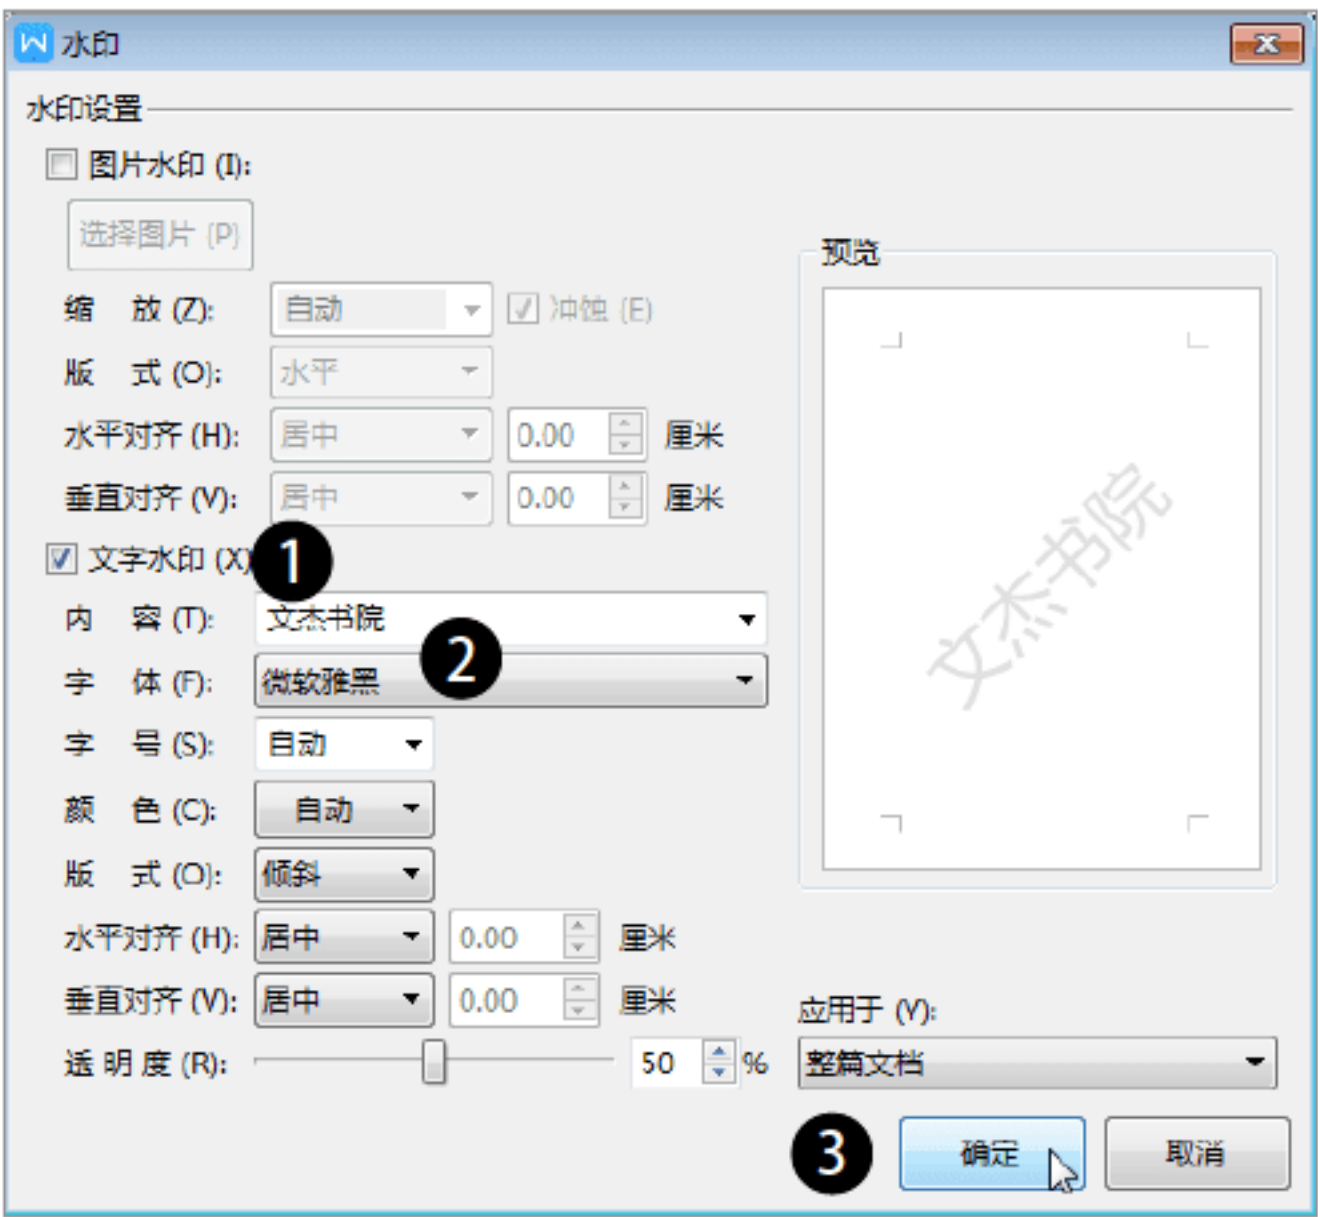 水印
水印设置
图片水印 (I):
选择图片 (P)
缩 放 (Z): 自动 冲蚀 (E)
版 式 (O): 水平
水平对齐 (H): 居中 0.00 厘米
垂直对齐 (V): 居中 0.00 厘米
文字水印 (X) 1
内 容 (T): 文杰书院
2
字 体 (F): 微软雅黑
字 号 (S): 自动
颜 色 (C): 自动
版 式 (O): 倾斜
水平对齐 (H): 居中 0.00 厘米
垂直对齐 (V): 居中 0.00 厘米
透 明 度 (R): 50 %
预览
文杰书院
应用于 (Y):
整篇文档
3 确定 取消